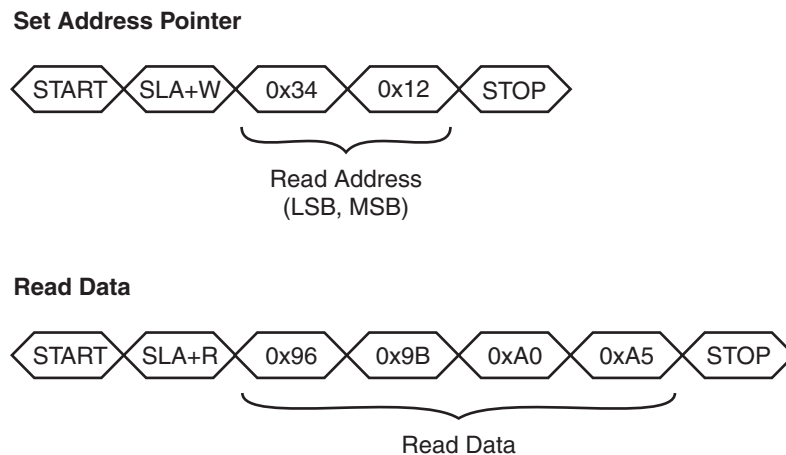 Set Address Pointer
START SLA+W 0x34 0x12 STOP
Read Address
(LSB, MSB)
Read Data
START SLA+R 0x96 0x9B 0xA0 0xA5 STOP
Read Data